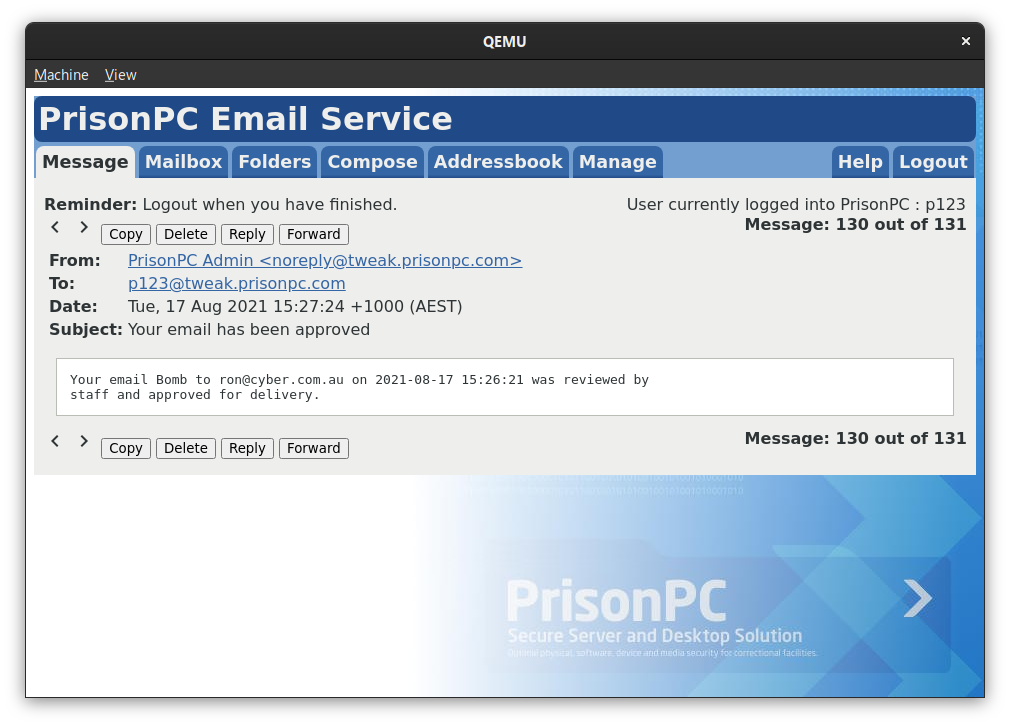 QEMU
Machine View
PrisonPC Email Service
Message Mailbox Folders Compose Addressbook Manage Help Logout
Reminder: Logout when you have finished. User currently logged into PrisonPC : p123
Copy Delete Reply Forward Message: 130 out of 131
From: PrisonPC Admin <noreply@tweak.prisonpc.com>
To: p123@tweak.prisonpc.com
Date: Tue, 17 Aug 2021 15:27:24 +1000 (AEST)
Subject: Your email has been approved
Your email Bomb to ron@cyber.com.au on 2021-08-17 15:26:21 was reviewed by
staff and approved for delivery.
Copy Delete Reply Forward Message: 130 out of 131
PrisonPC
Secure Server and Desktop Solution
Optimal physical, software, device and media security for correctional facilities.